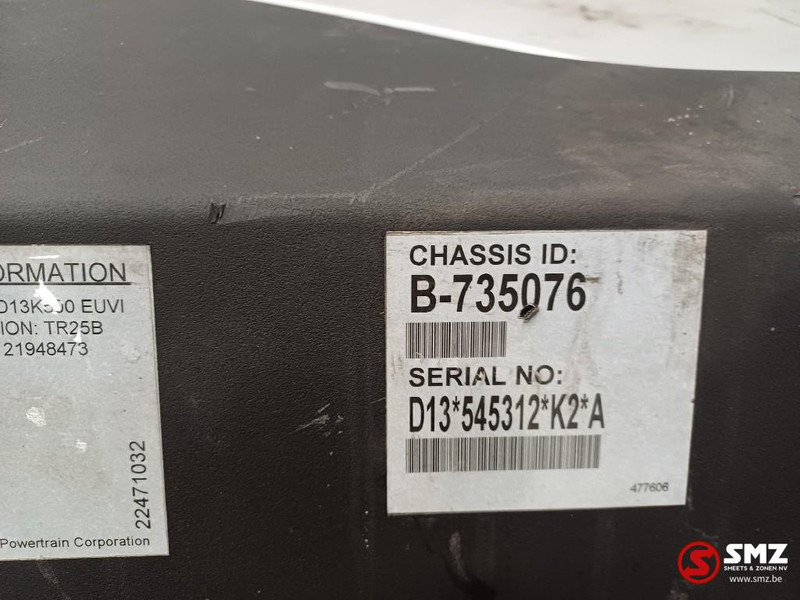 ORMATION
D13K500 EUVI
ION: TR25B
21948473
22471032
Powertrain Corporation
CHASSIS ID:
B-735076
SERIAL NO:
D13*545312*K2*A
477606
SMZ
SMEETS & ZONEN NV
www.smz.be